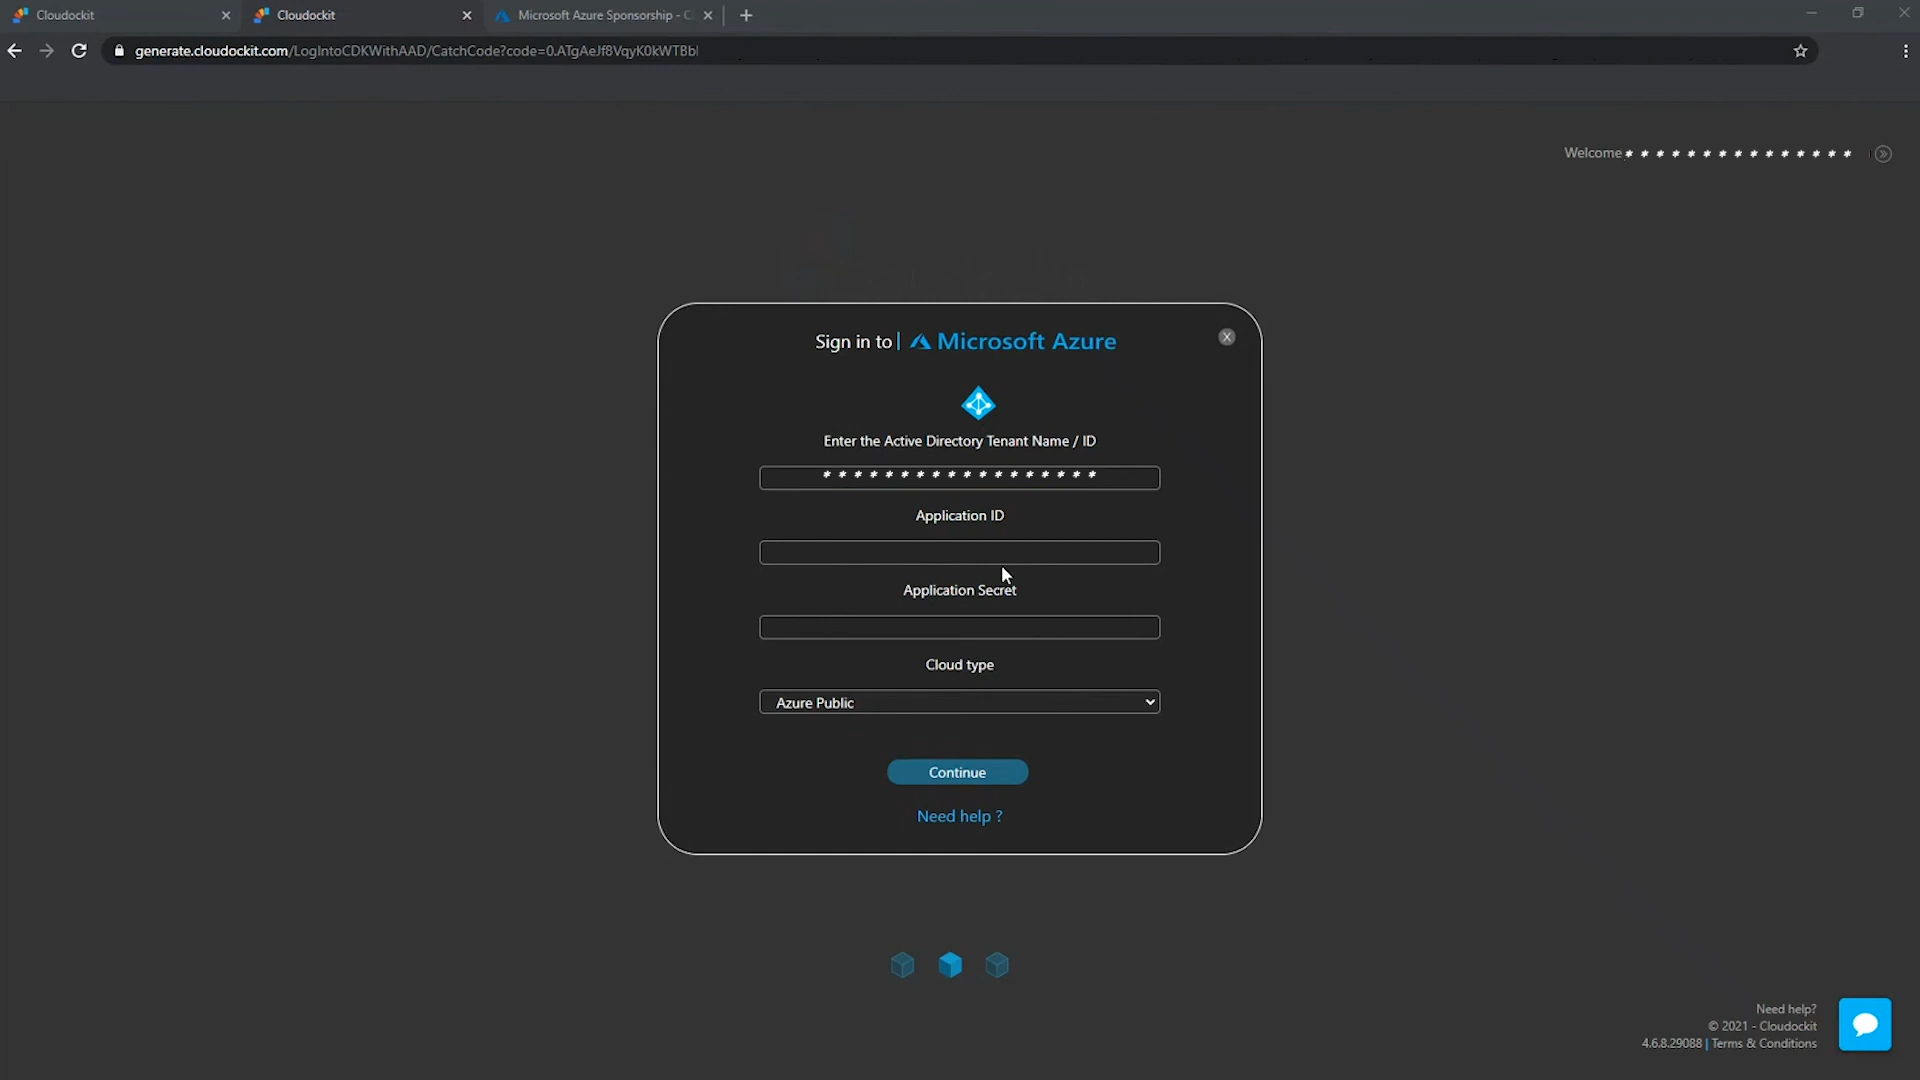 Cloudockit
Cloudockit
Microsoft Azure Sponsorship - C
generate.cloudockit.com/LogIntoCDKWithAAD/CatchCode?code=0.ATgAeJf8VqyK0kWTBbl
Welcome * * * * * * * * * * * * * * *
Sign in to | Microsoft Azure
X
Enter the Active Directory Tenant Name / ID
* * * * * * * * * * * * * * * * * *
Application ID
Application Secret
Cloud type
Azure Public
Continue
Need help ?
Need help?
© 2021 - Cloudockit
4.6.8.29088 | Terms & Conditions